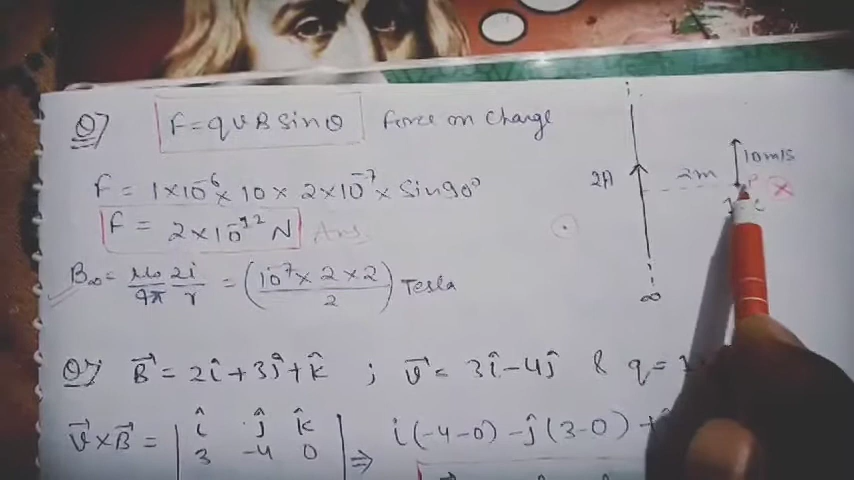 Q7 F = qvB sinθ Force on Charge
F = 1×10⁻⁶ × 10 × 2×10⁻⁷ × Sin90°
F = 2×10⁻¹² N Ans.
B∞ = μ₀/4π 2i/r = (10⁻⁷ × 2 × 2 / 2) Tesla
2A 2m 10m/s
P ×
∞
Q7 B⃗ = 2î + 3ĵ + k̂ ; v⃗ = 3î - 4ĵ & q = 1
v⃗ × B⃗ = | î ĵ k̂ | ⇒ i(-4-0) - ĵ(3-0) +
3 -4 0